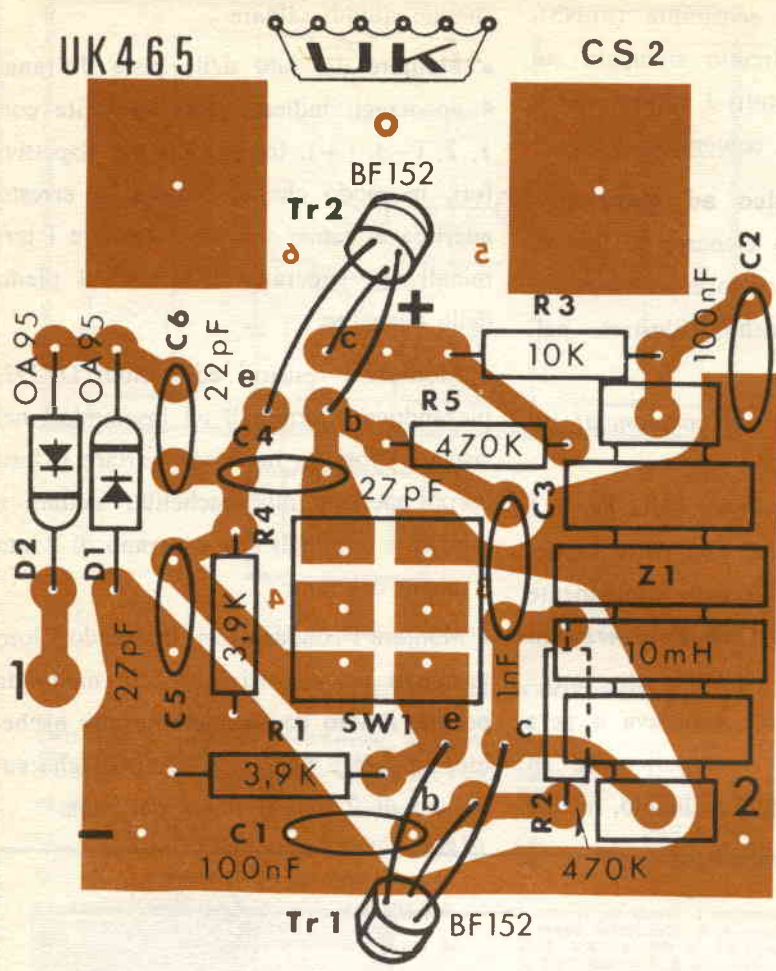 UK465
UK
CS2
BF152
Tr2
6
5
C2
OA95
OA95
C6
22pF
e
c
+
R3
10K
100nF
C4
b
R5
470K
27pF
C3
R4
Z1
D2
D1
4
3,9K
10mH
1
27pF
C5
SW1
e
1nF
c
R1
3,9K
b
R2
2
-
C1
100nF
470K
Tr1
BF152